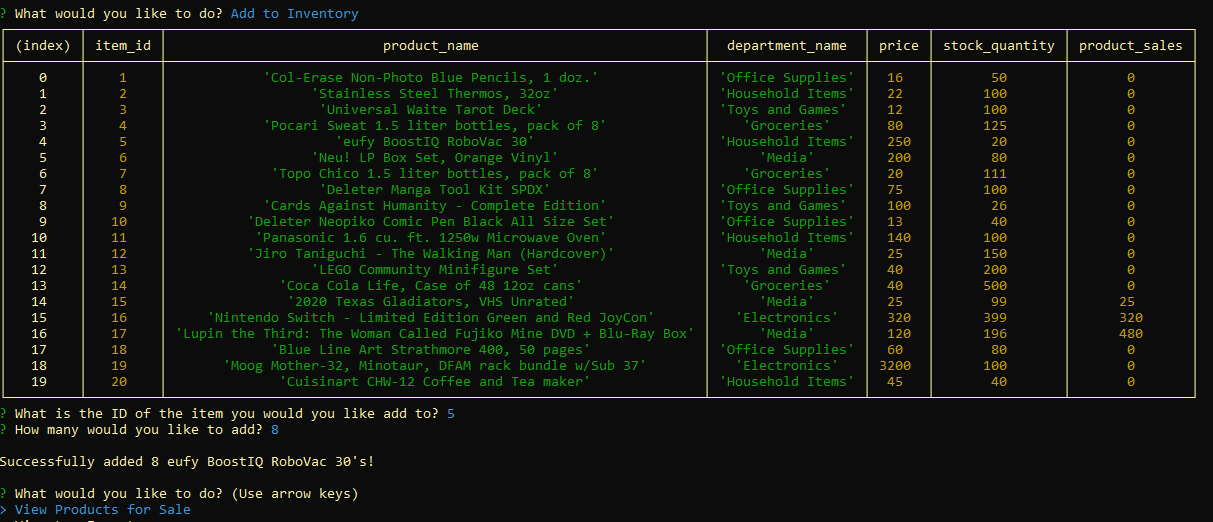 ? What would you like to do? Add to Inventory
(index) item_id product_name department_name price stock_quantity product_sales
0 1 'Col-Erase Non-Photo Blue Pencils, 1 doz.' 'Office Supplies' 16 50 0
1 2 'Stainless Steel Thermos, 32oz' 'Household Items' 22 100 0
2 3 'Universal Waite Tarot Deck' 'Toys and Games' 12 100 0
3 4 'Pocari Sweat 1.5 liter bottles, pack of 8' 'Groceries' 80 125 0
4 5 'eufy BoostIQ RoboVac 30' 'Household Items' 250 20 0
5 6 'Neu! LP Box Set, Orange Vinyl' 'Media' 200 80 0
6 7 'Topo Chico 1.5 liter bottles, pack of 8' 'Groceries' 20 111 0
7 8 'Deleter Manga Tool Kit SPDX' 'Office Supplies' 75 100 0
8 9 'Cards Against Humanity - Complete Edition' 'Toys and Games' 100 26 0
9 10 'Deleter Neopiko Comic Pen Black All Size Set' 'Office Supplies' 13 40 0
10 11 'Panasonic 1.6 cu. ft. 1250w Microwave Oven' 'Household Items' 140 100 0
11 12 'Jiro Taniguchi - The Walking Man (Hardcover)' 'Media' 25 150 0
12 13 'LEGO Community Minifigure Set' 'Toys and Games' 40 200 0
13 14 'Coca Cola Life, Case of 48 12oz cans' 'Groceries' 40 500 0
14 15 '2020 Texas Gladiators, VHS Unrated' 'Media' 25 99 25
15 16 'Nintendo Switch - Limited Edition Green and Red JoyCon' 'Electronics' 320 399 320
16 17 'Lupin the Third: The Woman Called Fujiko Mine DVD + Blu-Ray Box' 'Media' 120 196 480
17 18 'Blue Line Art Strathmore 400, 50 pages' 'Office Supplies' 60 80 0
18 19 'Moog Mother-32, Minotaur, DFAM rack bundle w/Sub 37' 'Electronics' 3200 100 0
19 20 'Cuisinart CHW-12 Coffee and Tea maker' 'Household Items' 45 40 0
? What is the ID of the item you would you like add to? 5
? How many would you like to add? 8
Successfully added 8 eufy BoostIQ RoboVac 30's!
? What would you like to do? (Use arrow keys)
> View Products for Sale